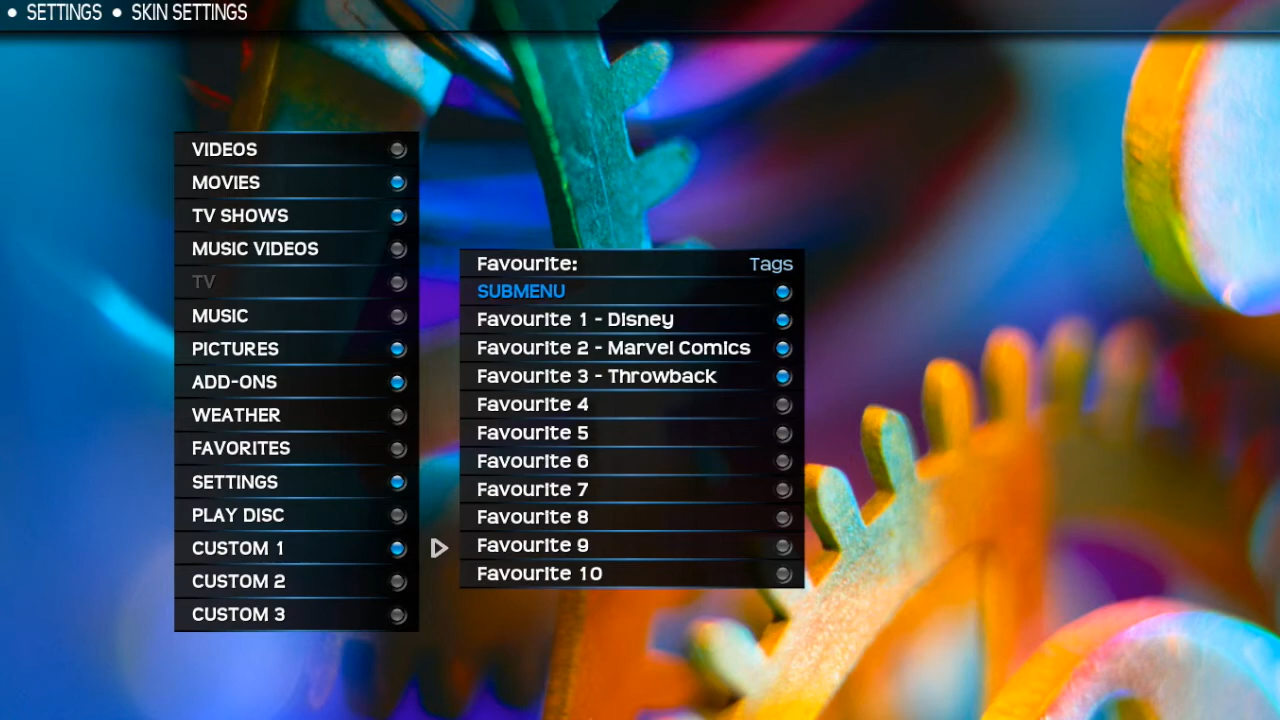 • SETTINGS • SKIN SETTINGS
VIDEOS
MOVIES
TV SHOWS
MUSIC VIDEOS
TV
MUSIC
PICTURES
ADD-ONS
WEATHER
FAVORITES
SETTINGS
PLAY DISC
CUSTOM 1
CUSTOM 2
CUSTOM 3
Favourite: Tags
SUBMENU
Favourite 1 - Disney
Favourite 2 - Marvel Comics
Favourite 3 - Throwback
Favourite 4
Favourite 5
Favourite 6
Favourite 7
Favourite 8
Favourite 9
Favourite 10